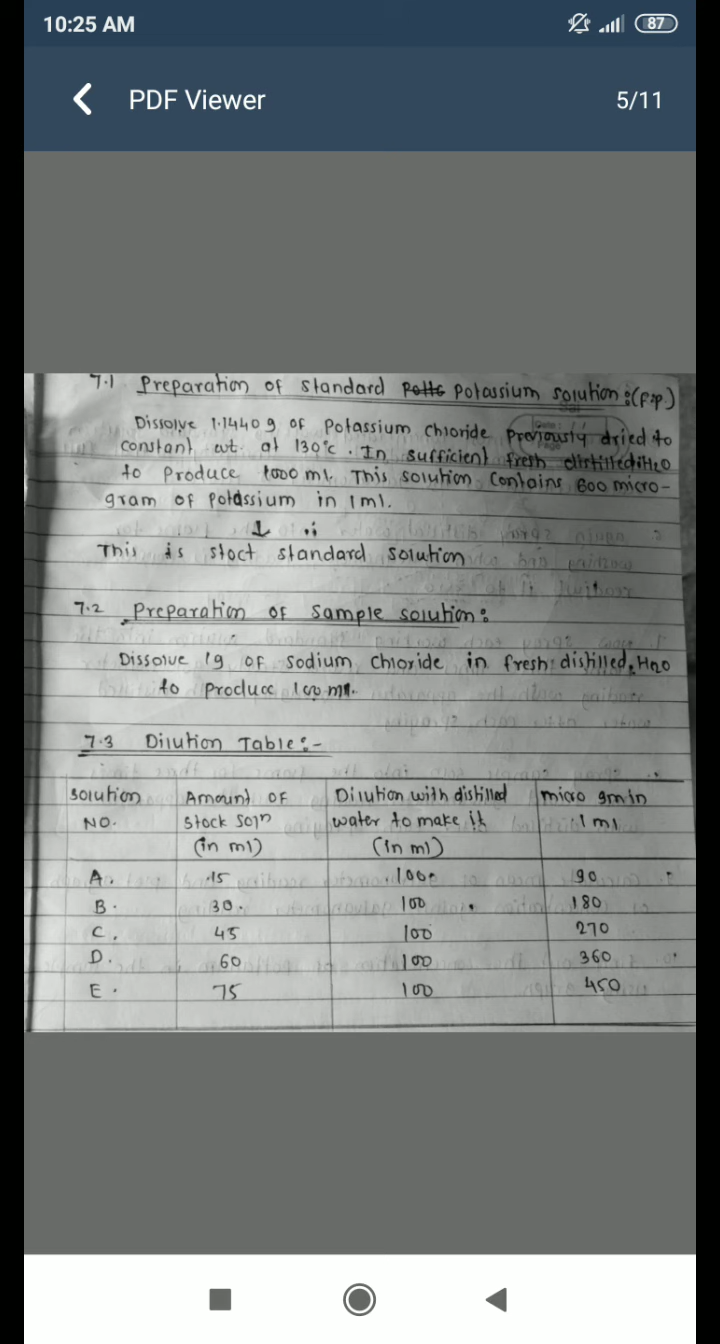 10:25 AM
87
PDF Viewer
5/11
7.1 Preparation of standard Potassium solution :(F.P.)
Dissolve 1.1440 g of Potassium chloride Previously dried to
constant wt. at 130°c. In sufficient fresh distilled H2O
to Produce 1000 ml. This solution Contains 600 micro-
gram of potassium in 1ml.
↓
This is stoct standard solution
7.2 Preparation of sample solution:
Dissolve 1g of sodium chloride in fresh distilled H2O
to Produce 100 ml.
7.3 Dilution Table:-
Solution Amount of Dilution with distilled micro gm in
NO. stock soln water to make it 1 ml
(in ml) (in ml)
A. 15 100 90
B. 30 100 180
C. 45 100 270
D. 60 100 360
E. 75 100 450